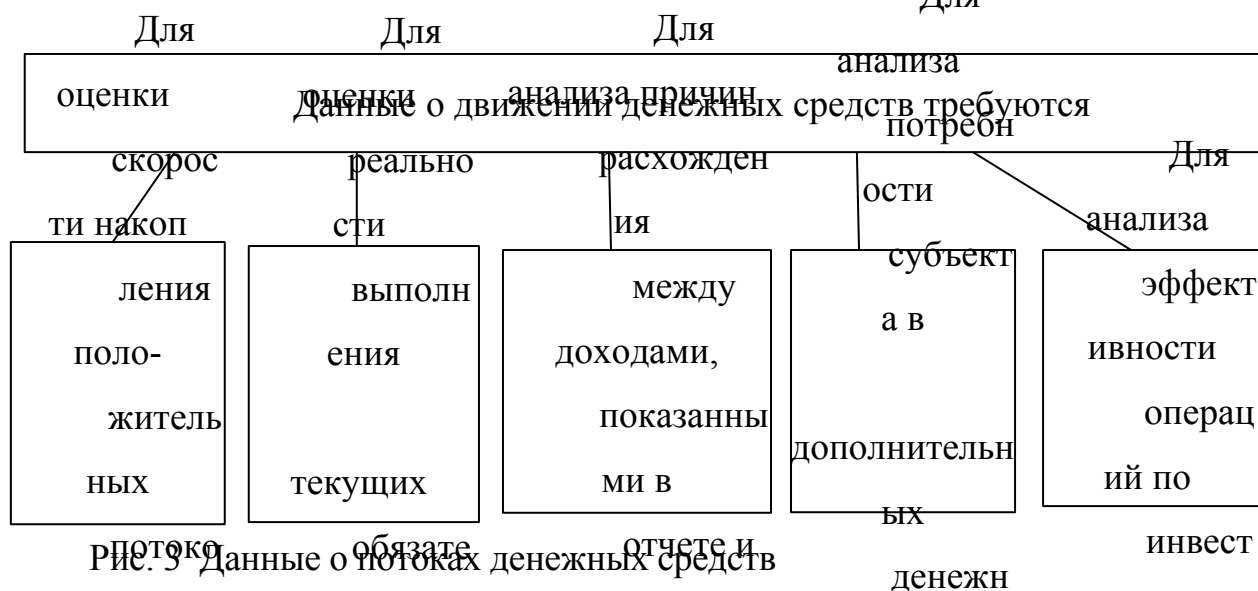 Данные о движении денежных средств требуются
Для
оценки
скорос
ти накоп
ления
поло-
житель
ных
потоко
Для
оценки
реально
сти
выполн
ения
текущих
обязате
Для
анализа причин
расхожден
ия
между
доходами,
показанны
ми в
отчете и
Для
анализа
потребн
ости
субъект
а в
дополнительн
ых
денежн
Для
анализа
эффект
ивности
операц
ий по
инвест
Рис. 3 Данные о потоках денежных средств